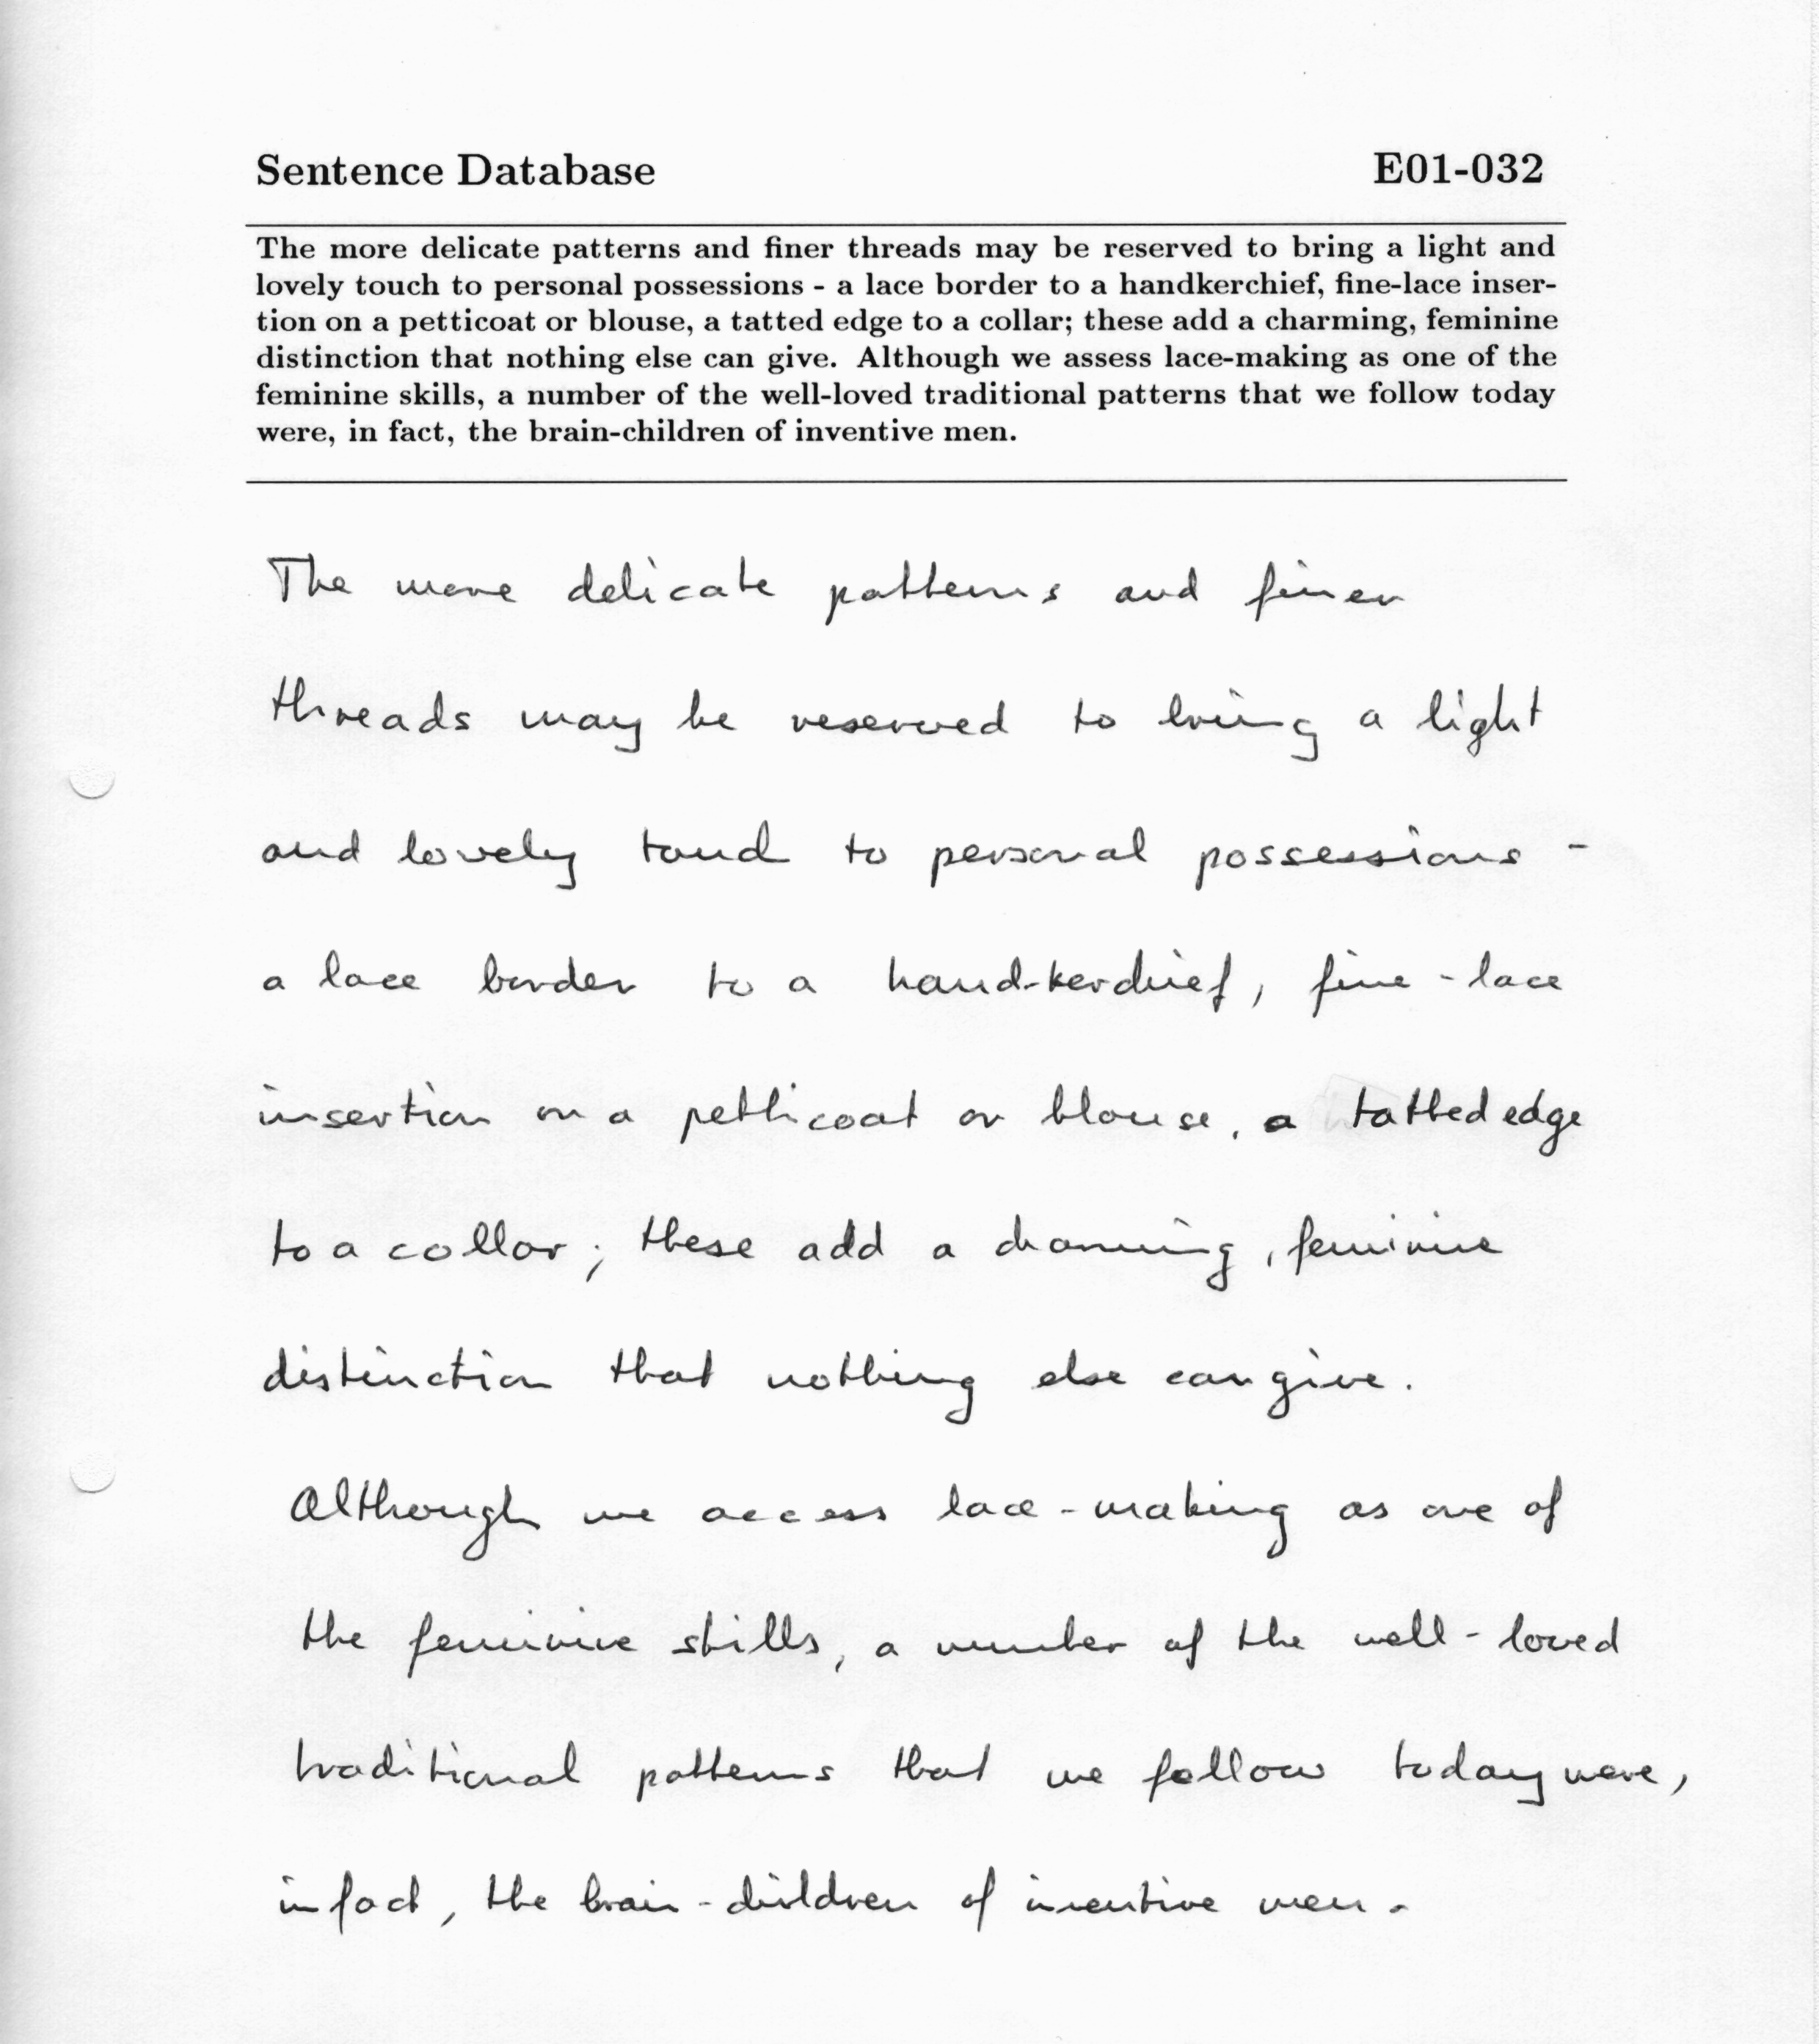 Sentence Database E01-032
The more delicate patterns and finer threads may be reserved to bring a light and
lovely touch to personal possessions - a lace border to a handkerchief, fine-lace inser-
tion on a petticoat or blouse, a tatted edge to a collar; these add a charming, feminine
distinction that nothing else can give. Although we assess lace-making as one of the
feminine skills, a number of the well-loved traditional patterns that we follow today
were, in fact, the brain-children of inventive men.
The more delicate patterns and finer
threads may be reserved to bring a light
and lovely touch to personal possessions -
a lace border to a hand-kerchief, fine-lace
insertion on a petticoat or blouse, a tatted edge
to a collar; these add a charming, feminine
distinction that nothing else can give.
Although we access lace-making as one of
the feminine skills, a number of the well-loved
traditional patterns that we follow today were,
in fact, the brain-children of inventive men.